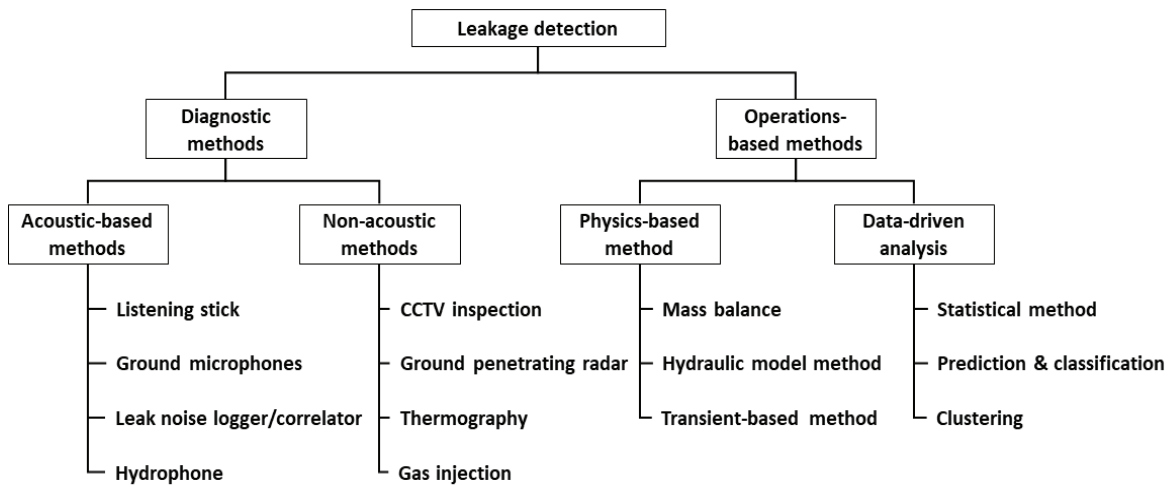 Leakage detection
Diagnostic
methods
Operations-
based methods
Acoustic-based
methods
Non-acoustic
methods
Physics-based
method
Data-driven
analysis
Listening stick
Ground microphones
Leak noise logger/correlator
Hydrophone
CCTV inspection
Ground penetrating radar
Thermography
Gas injection
Mass balance
Hydraulic model method
Transient-based method
Statistical method
Prediction & classification
Clustering